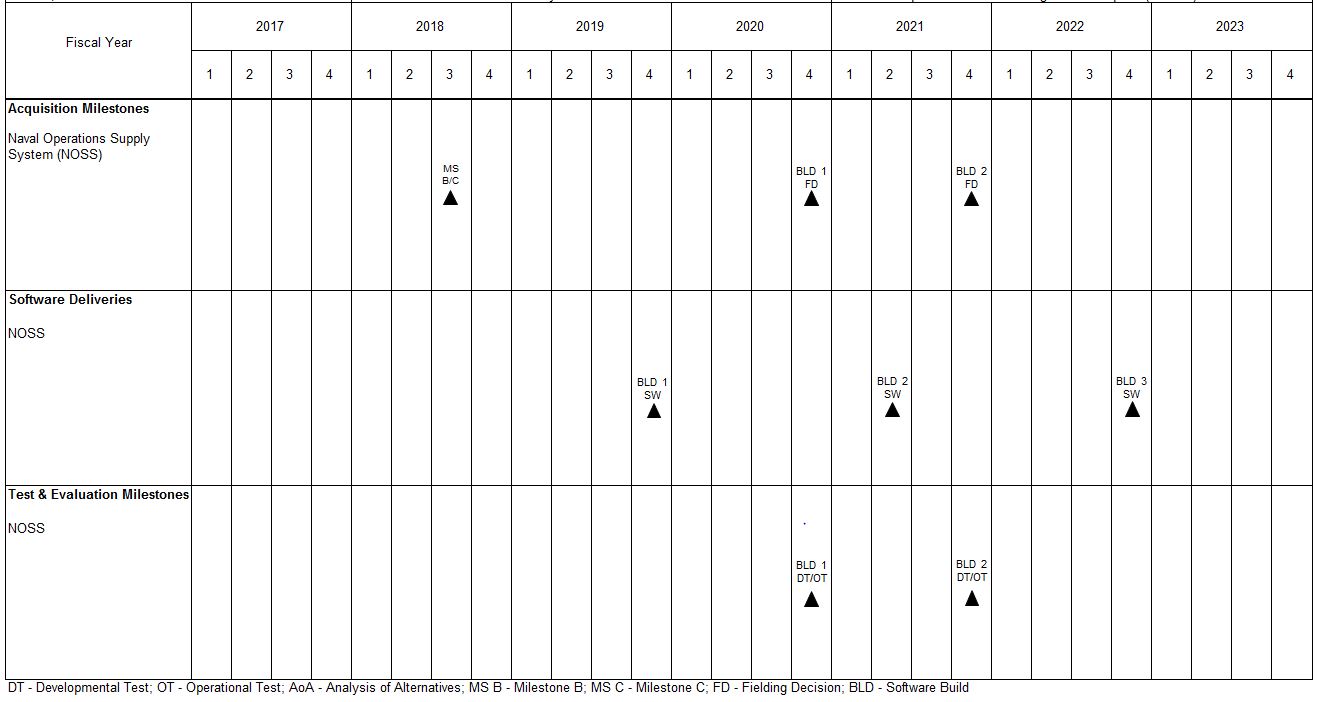 2017 2018 2019 2020 2021 2022 2023
Fiscal Year
1 2 3 4 1 2 3 4 1 2 3 4 1 2 3 4 1 2 3 4 1 2 3 4 1 2 3 4
Acquisition Milestones
Naval Operations Supply
System (NOSS)
MS
B/C
BLD 1
FD
BLD 2
FD
Software Deliveries
NOSS
BLD 1
SW
BLD 2
SW
BLD 3
SW
Test & Evaluation Milestones
NOSS
BLD 1
DT/OT
BLD 2
DT/OT
DT - Developmental Test; OT - Operational Test; AoA - Analysis of Alternatives; MS B - Milestone B; MS C - Milestone C; FD - Fielding Decision; BLD - Software Build